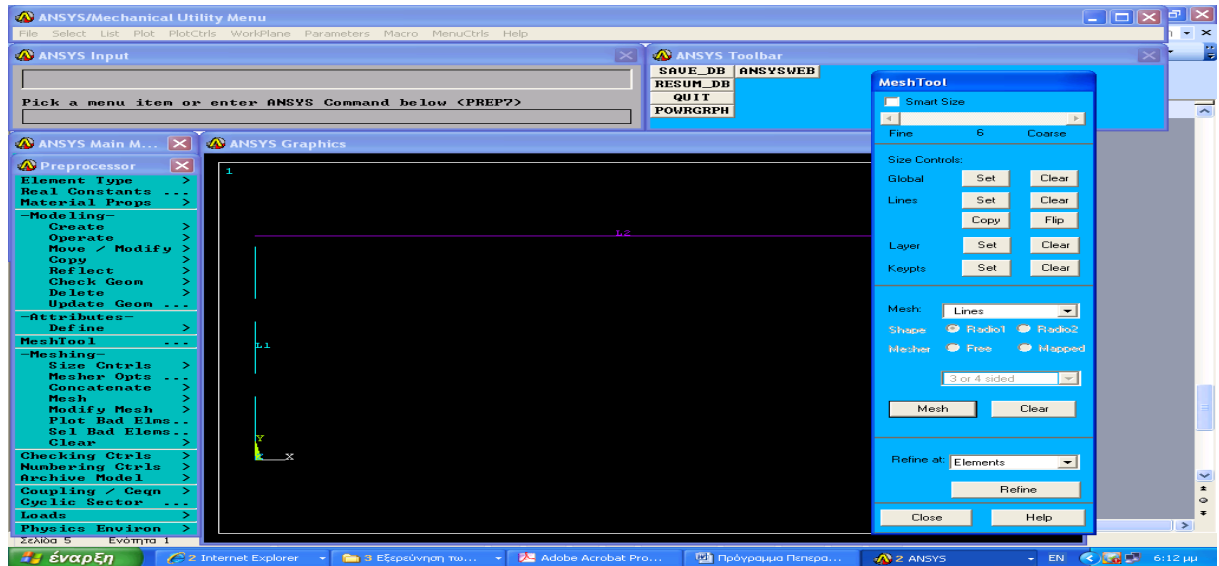 ANSYS/Mechanical Utility Menu
File Select List Plot PlotCtrls WorkPlane Parameters Macro MenuCtrls Help
ANSYS Input
Pick a menu item or enter ANSYS Command below (PREP7)
ANSYS Toolbar
SAVE_DB ANSYSWEB
RESUM_DB
QUIT
POWRGRPH
ANSYS Main M...
Preprocessor
Element Type >
Real Constants ...
Material Props >
-Modeling-
Create >
Operate >
Move / Modify >
Copy >
Reflect >
Check Geom >
Delete >
Update Geom ...
-Attributes-
Define >
MeshTool ...
-Meshing-
Size Cntrls >
Mesher Opts ...
Concatenate >
Mesh >
Modify Mesh >
Plot Bad Elms..
Sel Bad Elems..
Clear >
Checking Ctrls >
Numbering Ctrls >
Archive Model >
Coupling / Ceqn >
Cyclic Sector ...
Loads >
Physics Environ >
ANSYS Graphics
1
L2
L1
Y
X
MeshTool
Smart Size
Fine 6 Coarse
Size Controls:
Global Set Clear
Lines Set Clear
Copy Flip
Layer Set Clear
Keypts Set Clear
Mesh: Lines
Shape Radio1 Radio2
Mesher Free Mapped
3 or 4 sided
Mesh Clear
Refine at: Elements
Refine
Close Help
Σελίδα 5 Ενότητα 1
έναρξη
2 Internet Explorer
3 Εξερεύνηση τω...
Adobe Acrobat Pro...
Πρόγραμμα Πεπερα...
2 ANSYS
EN
6:12 μμ